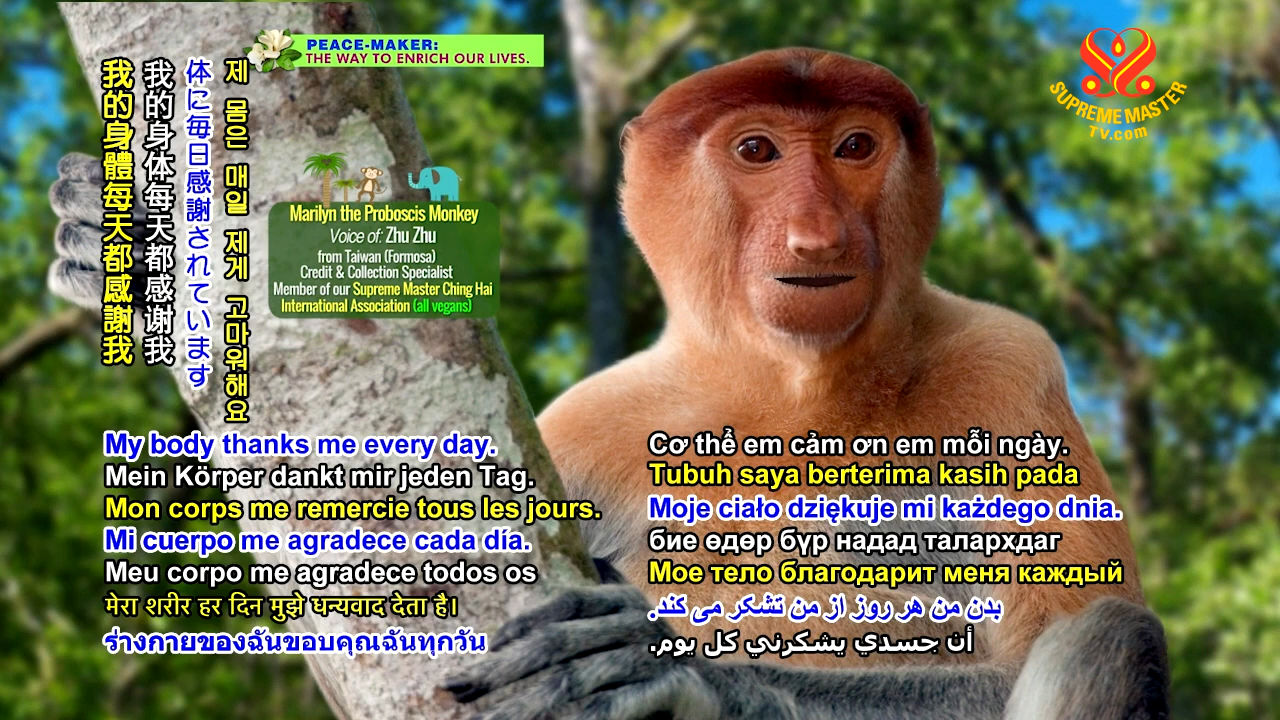 PEACE-MAKER:
THE WAY TO ENRICH OUR LIVES.
SUPREME MASTER
TV.com
我的身體每天都感謝我
我的身体每天都感谢我
体に毎日感謝されています
제 몸은 매일 제게 고마워해요
Marilyn the Proboscis Monkey
Voice of: Zhu Zhu
from Taiwan (Formosa)
Credit & Collection Specialist
Member of our Supreme Master Ching Hai
International Association (all vegans)
My body thanks me every day.
Mein Körper dankt mir jeden Tag.
Mon corps me remercie tous les jours.
Mi cuerpo me agradece cada día.
Meu corpo me agradece todos os
मेरा शरीर हर दिन मुझे धन्यवाद देता है।
ร่างกายของฉันขอบคุณฉันทุกวัน
Cơ thể em cảm ơn em mỗi ngày.
Tubuh saya berterima kasih pada
Moje ciało dziękuje mi każdego dnia.
бие өдөр бүр надад талархдаг
Мое тело благодарит меня каждый
بدن من هر روز از من تشکر می کند.
أن جسدي يشكرني كل يوم.